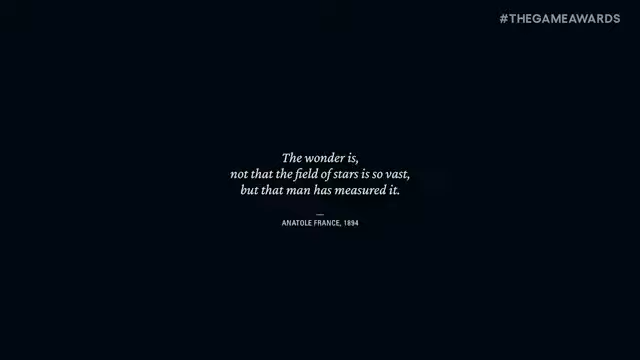 #THEGAMEAWARDS
The wonder is,
not that the field of stars is so vast,
but that man has measured it.
—
ANATOLE FRANCE, 1894